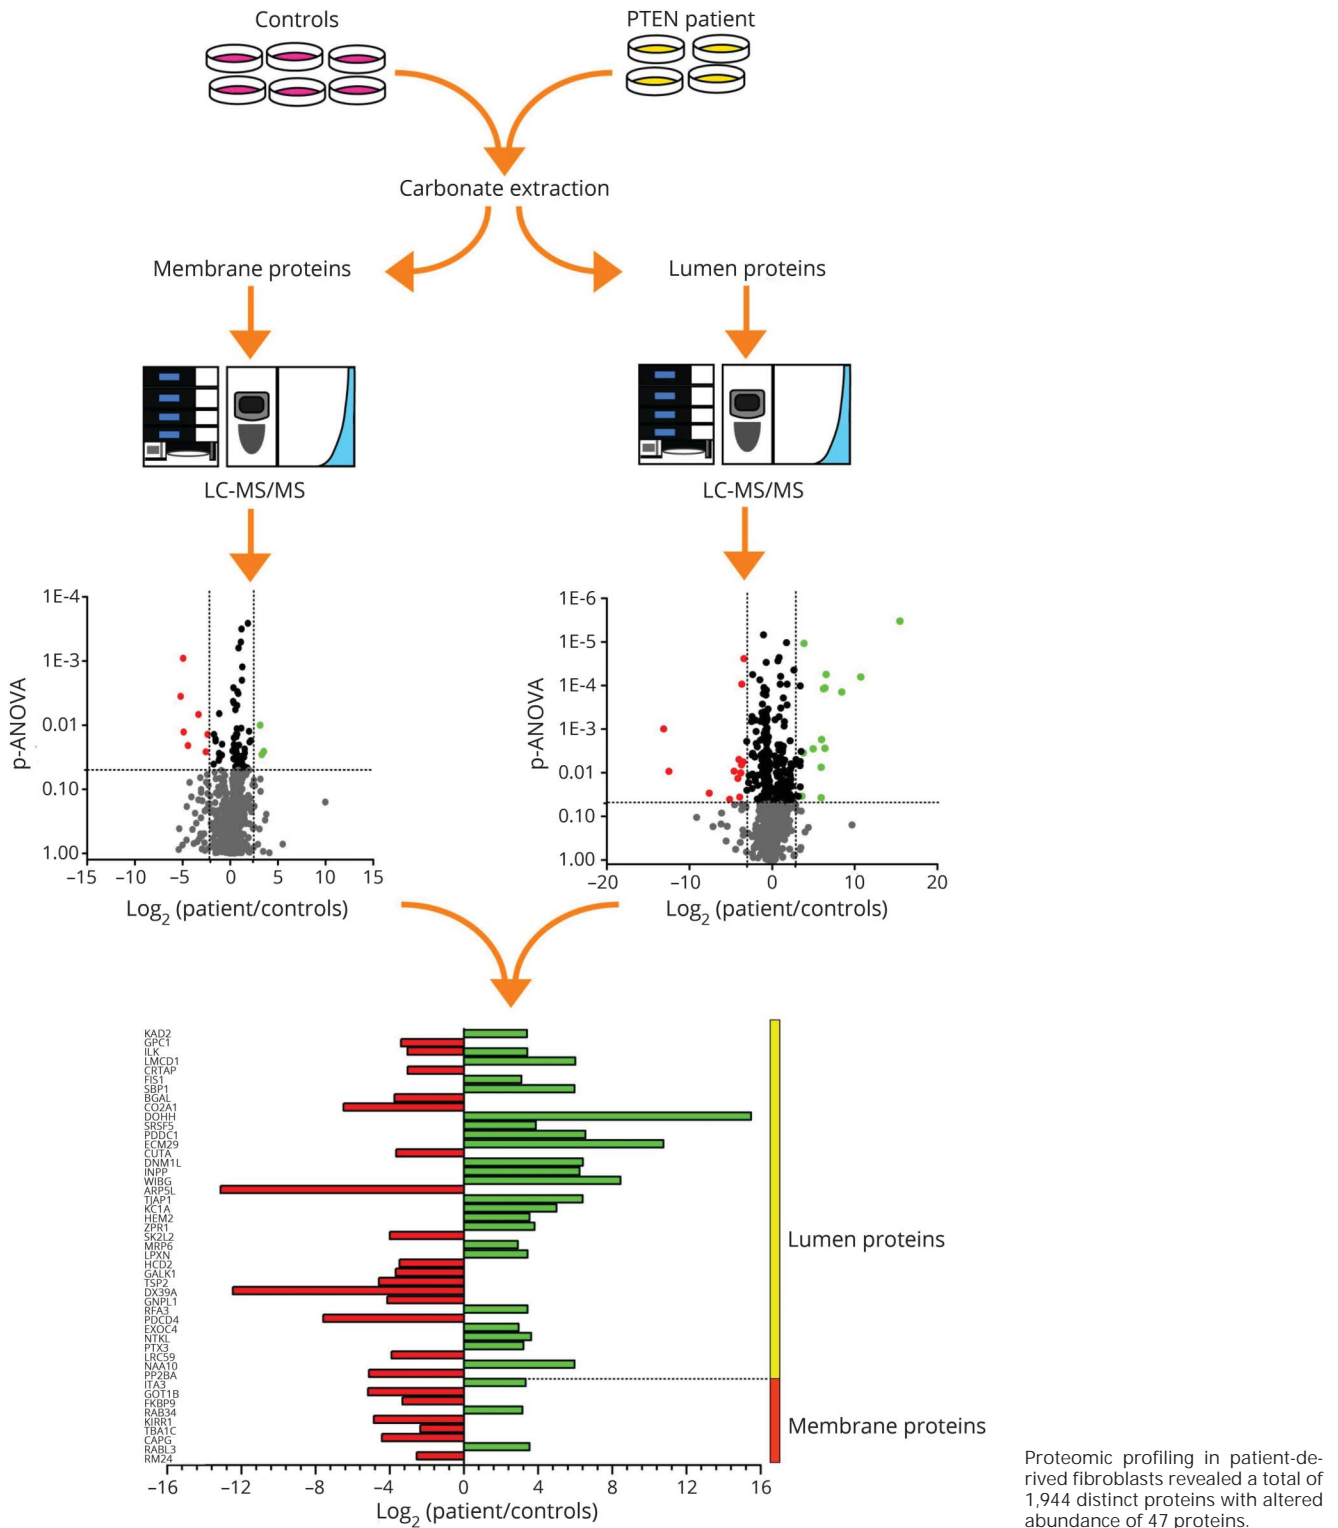 Controls
PTEN patient
Carbonate extraction
Membrane proteins
Lumen proteins
LC-MS/MS
LC-MS/MS
1E-4
1E-3
0.01
0.10
1.00
p-ANOVA
−15 −10 −5 0 5 10 15
Log2 (patient/controls)
1E-6
1E-5
1E-4
1E-3
0.01
0.10
1.00
p-ANOVA
−20 −10 0 10 20
Log2 (patient/controls)
KAD2
GPC1
ILK
LMCD1
CRTAP
FIS1
SBP1
BGAL
CO2A1
DOHH
SRSF5
PDDC1
ECM29
CUTA
DNM1L
INPP
WIBG
ARP5L
TJAP1
KC1A
HEM2
ZPR1
SK2L2
MRP6
LPXN
HCD2
GALK1
TSP2
DX39A
GNPL1
RFA3
PDCD4
EXOC4
NTKL
PTX3
LRC59
NAA10
PP2BA
ITA3
GOT1B
FKBP9
RAB34
KIRR1
TBA1C
CAPG
RABL3
RM24
Lumen proteins
Membrane proteins
−16 −12 −8 −4 0 4 8 12 16
Log2 (patient/controls)
Proteomic profiling in patient-de-
rived fibroblasts revealed a total of
1,944 distinct proteins with altered
abundance of 47 proteins.